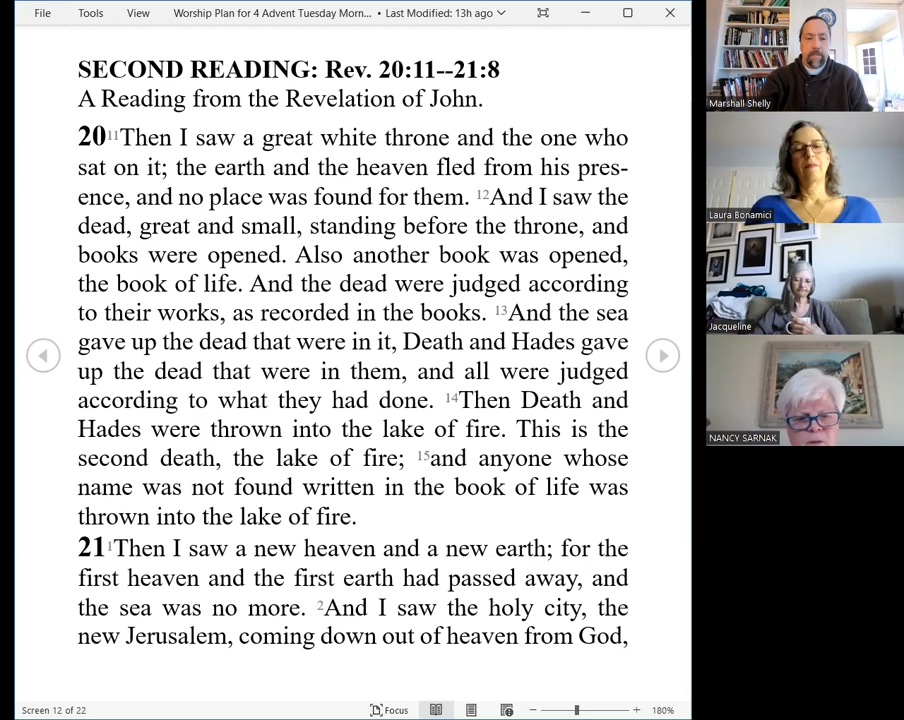 File Tools View Worship Plan for 4 Advent Tuesday Morn... • Last Modified: 13h ago
SECOND READING: Rev. 20:11--21:8
A Reading from the Revelation of John.
20 11Then I saw a great white throne and the one who
sat on it; the earth and the heaven fled from his pres-
ence, and no place was found for them. 12And I saw the
dead, great and small, standing before the throne, and
books were opened. Also another book was opened,
the book of life. And the dead were judged according
to their works, as recorded in the books. 13And the sea
gave up the dead that were in it, Death and Hades gave
up the dead that were in them, and all were judged
according to what they had done. 14Then Death and
Hades were thrown into the lake of fire. This is the
second death, the lake of fire; 15and anyone whose
name was not found written in the book of life was
thrown into the lake of fire.
21 1Then I saw a new heaven and a new earth; for the
first heaven and the first earth had passed away, and
the sea was no more. 2And I saw the holy city, the
new Jerusalem, coming down out of heaven from God,
Screen 12 of 22 Focus 180%
Marshall Shelly
Laura Bonamici
Jacqueline
NANCY SARNAK